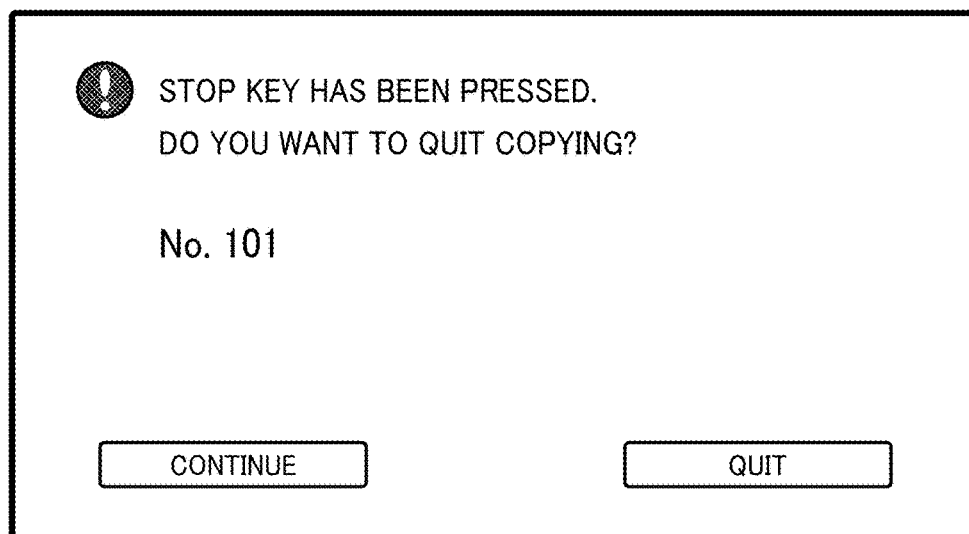 STOP KEY HAS BEEN PRESSED.
DO YOU WANT TO QUIT COPYING?
No. 101
CONTINUE
QUIT